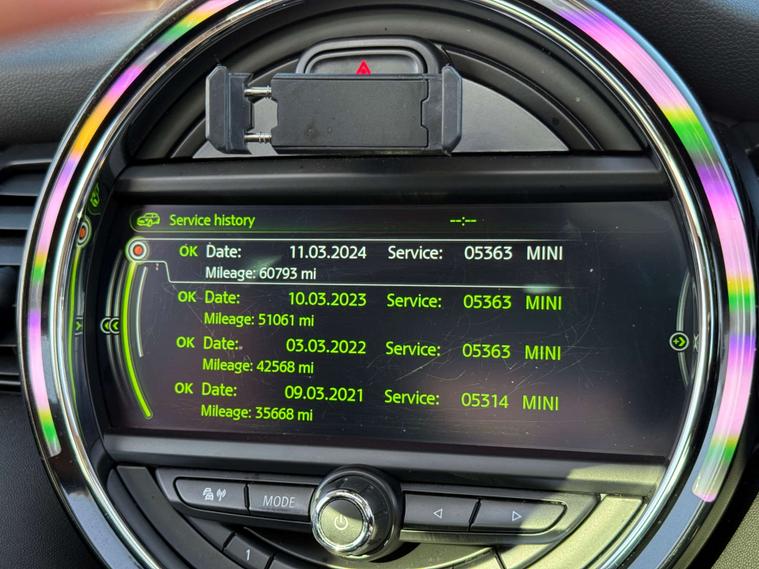 Service history --:--
OK Date: 11.03.2024 Service: 05363 MINI
Mileage: 60793 mi
OK Date: 10.03.2023 Service: 05363 MINI
Mileage: 51061 mi
OK Date: 03.03.2022 Service: 05363 MINI
Mileage: 42568 mi
OK Date: 09.03.2021 Service: 05314 MINI
Mileage: 35668 mi
MODE
1